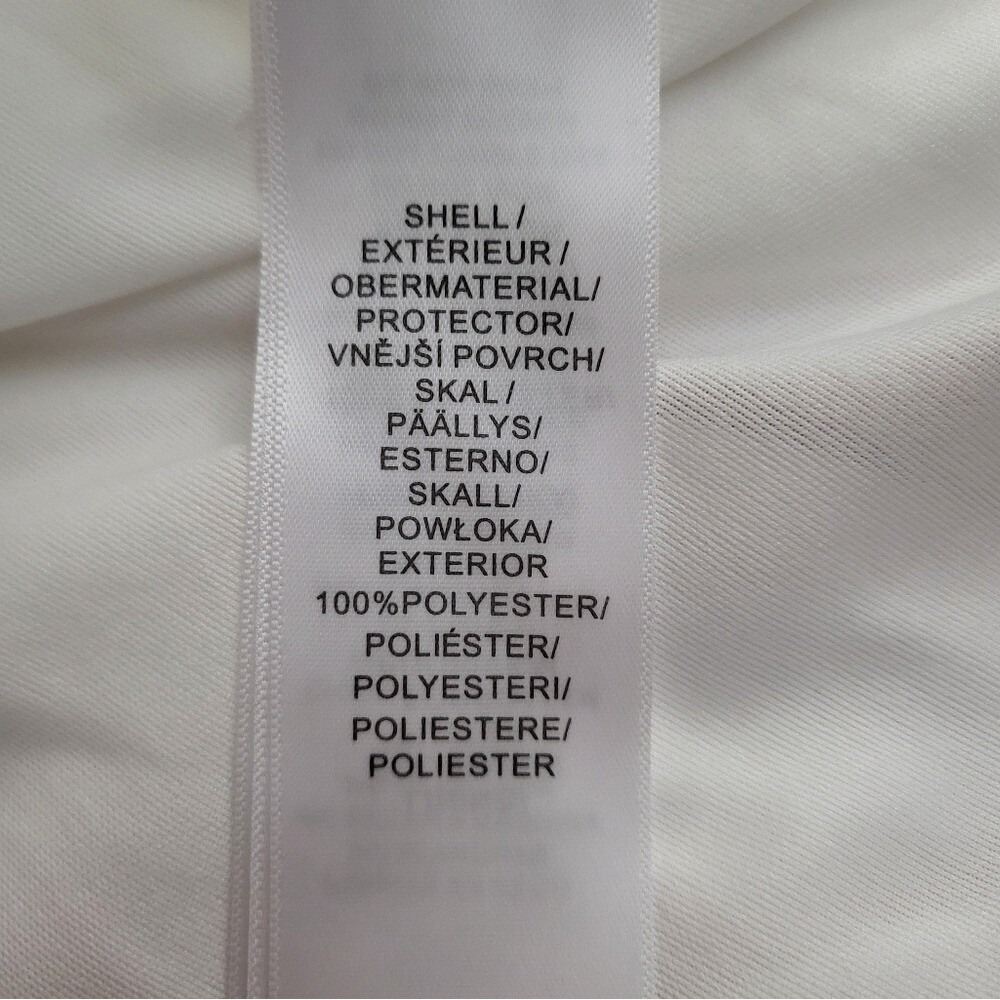 SHELL /
EXTÉRIEUR /
OBERMATERIAL/
PROTECTOR/
VNĚJŠÍ POVRCH/
SKAL /
PÄÄLLYS/
ESTERNO/
SKALL/
POWŁOKA/
EXTERIOR
100%POLYESTER/
POLIÉSTER/
POLYESTERI/
POLIESTERE/
POLIESTER